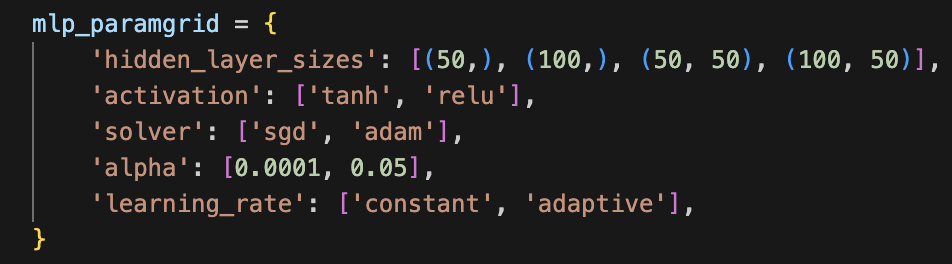 mlp_paramgrid = {
    'hidden_layer_sizes': [(50,), (100,), (50, 50), (100, 50)],
    'activation': ['tanh', 'relu'],
    'solver': ['sgd', 'adam'],
    'alpha': [0.0001, 0.05],
    'learning_rate': ['constant', 'adaptive'],
}